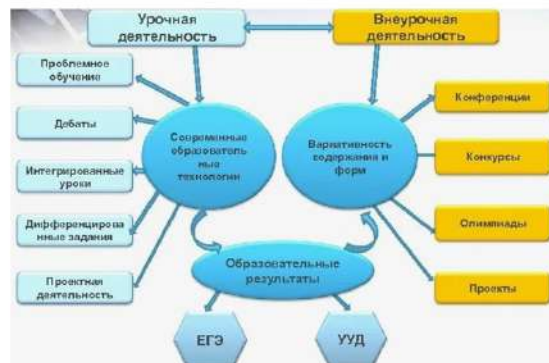 Урочная
деятельность
Внеурочная
деятельность
Проблемное
обучение
Дебаты
Интегрированные
уроки
Дифференцирова
нные задания
Проектная
деятельность
Современные
образователь
ные
технологии
Вариативность
содержания и
форм
Конференции
Конкурсы
Олимпиады
Проекты
Образовательные
результаты
ЕГЭ
УУД